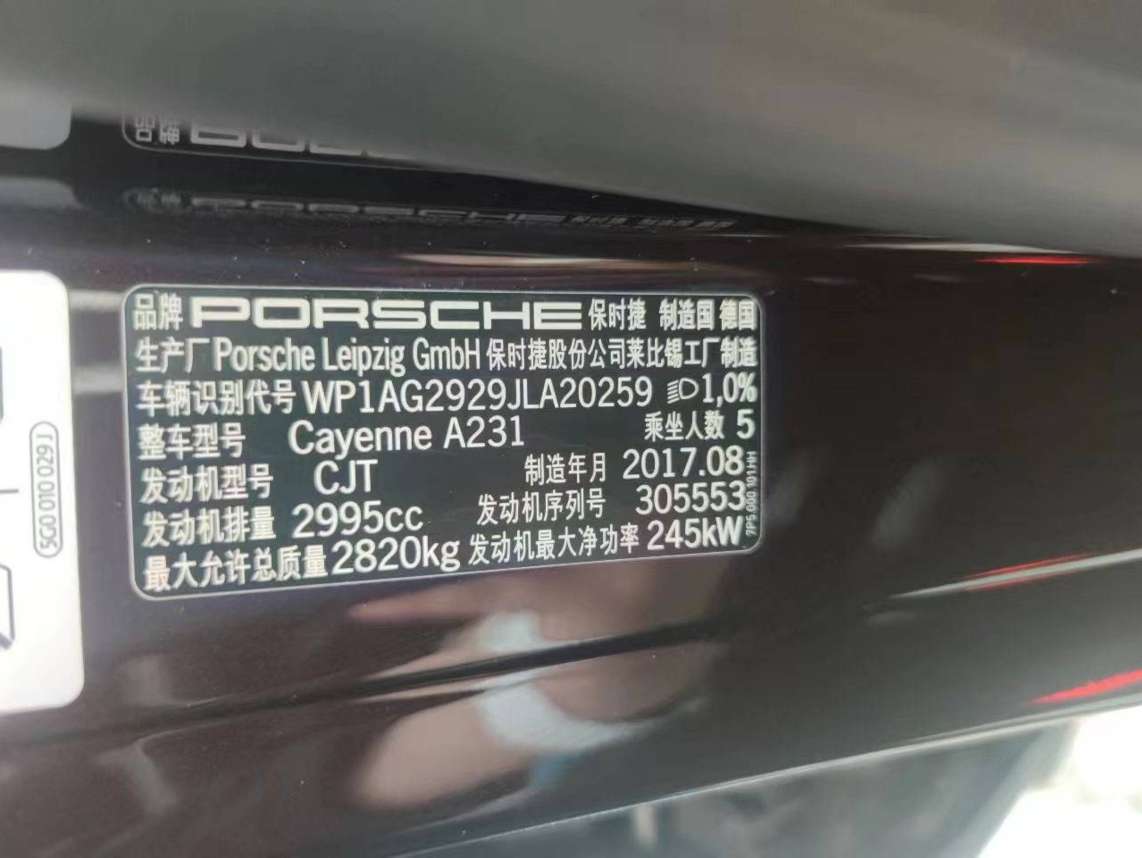 品牌 PORSCHE 保时捷 制造国 德国
生产厂 Porsche Leipzig GmbH 保时捷股份公司莱比锡工厂制造
车辆识别代号 WP1AG2929JLA20259 1,0%
整车型号 Cayenne A231 乘坐人数 5
发动机型号 CJT 制造年月 2017.08
发动机排量 2995cc 发动机序列号 305553
最大允许总质量 2820kg 发动机最大净功率 245kW
7P5 000 101 HH
5G0 010 029 J